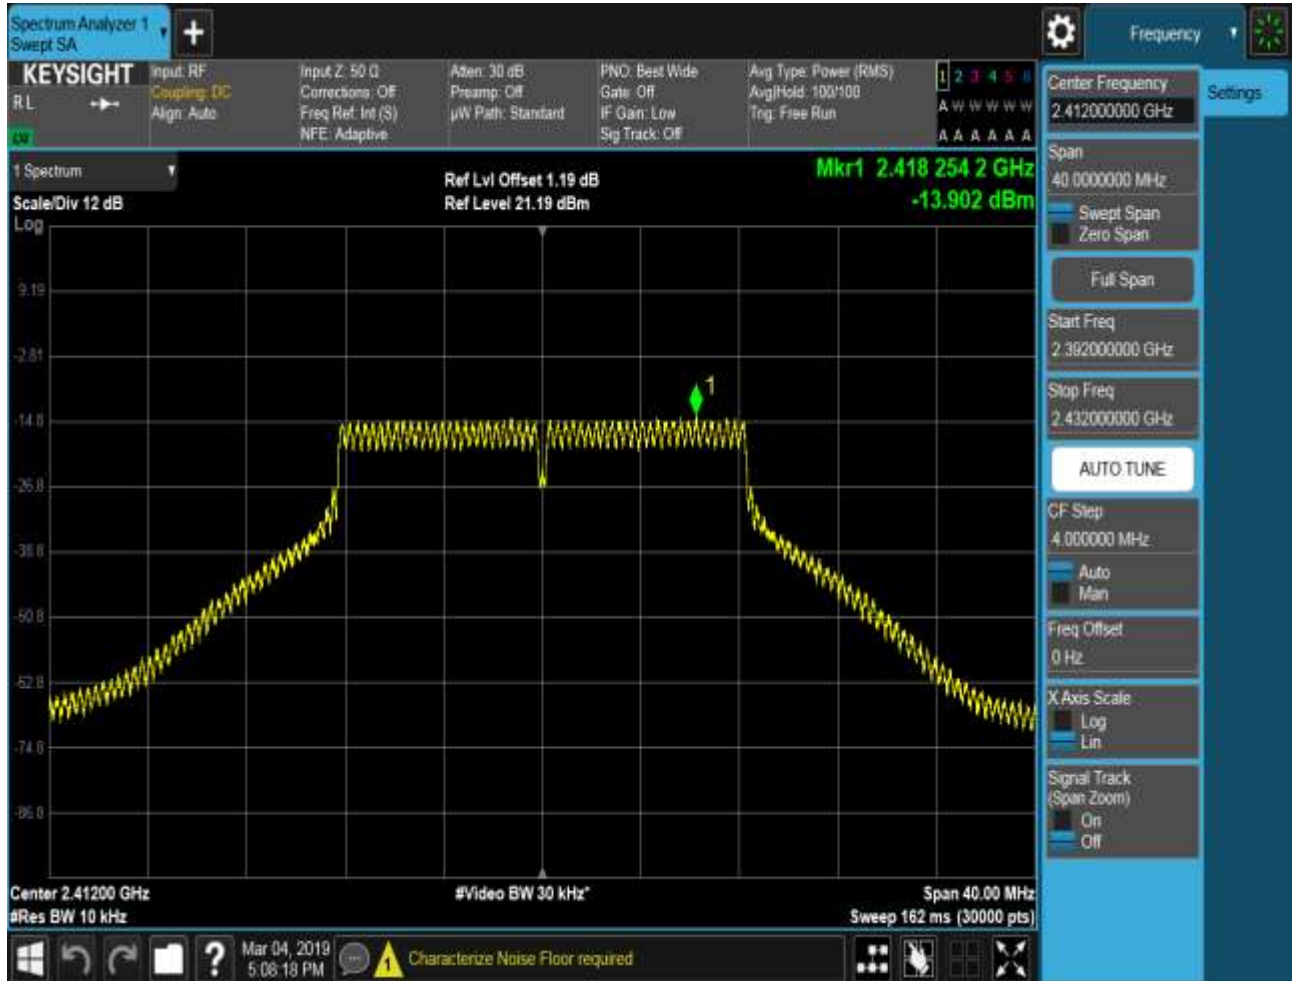 Spectrum Analyzer 1
Swept SA
+
Frequency
KEYSIGHT
RL
Input: RF
Coupling: DC
Align: Auto
Input Z: 50 Ω
Corrections: Off
Freq Ref: Int (S)
NFE: Adaptive
Atten: 30 dB
Preamp: Off
µW Path: Standard
PNO: Best Wide
Gate: Off
IF Gain: Low
Sig Track: Off
Avg Type: Power (RMS)
Avg|Hold: 100/100
Trig: Free Run
1 2 3 4 5 6
A W W W W W
A A A A A A
1 Spectrum
Scale/Div 12 dB
Log
Ref Lvl Offset 1.19 dB
Ref Level 21.19 dBm
Mkr1 2.418 254 2 GHz
-13.902 dBm
9.19
-2.81
-14.8
-26.8
-38.8
-50.8
-62.8
-74.8
-86.8
1
Center 2.41200 GHz
#Res BW 10 kHz
#Video BW 30 kHz*
Span 40.00 MHz
Sweep 162 ms (30000 pts)
Center Frequency
2.412000000 GHz
Settings
Span
40.0000000 MHz
Swept Span
Zero Span
Full Span
Start Freq
2.392000000 GHz
Stop Freq
2.432000000 GHz
AUTO TUNE
CF Step
4.000000 MHz
Auto
Man
Freq Offset
0 Hz
X Axis Scale
Log
Lin
Signal Track
(Span Zoom)
On
Off
?
Mar 04, 2019
5:08:18 PM
1
Characterize Noise Floor required